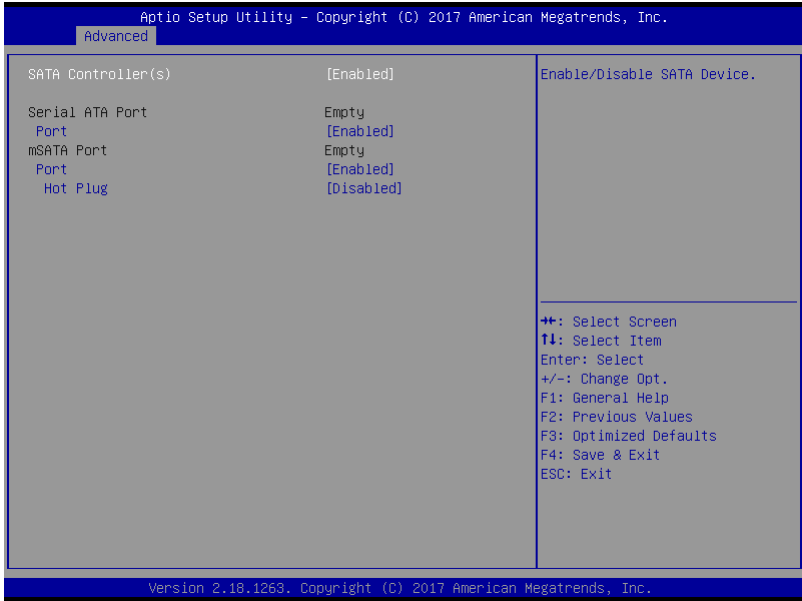 Aptio Setup Utility – Copyright (C) 2017 American Megatrends, Inc.
Advanced
SATA Controller(s) [Enabled]
Serial ATA Port Empty
Port [Enabled]
mSATA Port Empty
Port [Enabled]
Hot Plug [Disabled]
Enable/Disable SATA Device.
→←: Select Screen
↑↓: Select Item
Enter: Select
+/-: Change Opt.
F1: General Help
F2: Previous Values
F3: Optimized Defaults
F4: Save & Exit
ESC: Exit
Version 2.18.1263. Copyright (C) 2017 American Megatrends, Inc.